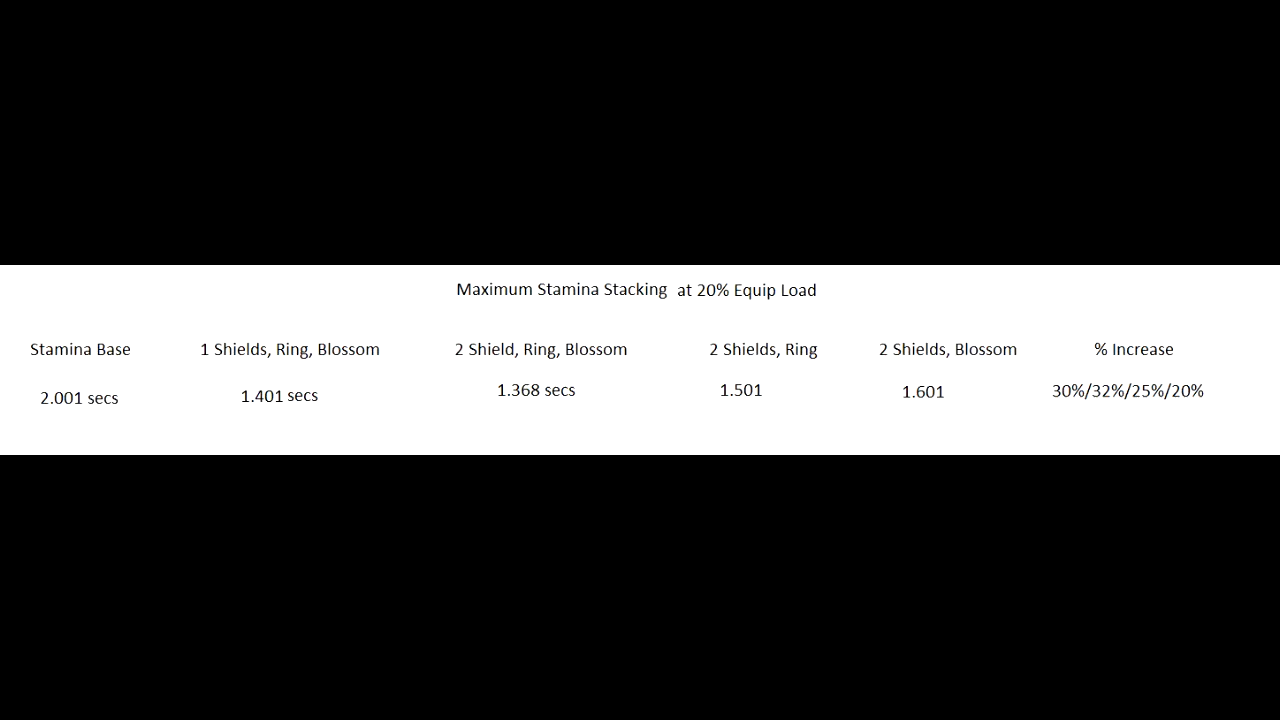 Maximum Stamina Stacking at 20% Equip Load
Stamina Base 1 Shields, Ring, Blossom 2 Shield, Ring, Blossom 2 Shields, Ring 2 Shields, Blossom % Increase
2.001 secs 1.401 secs 1.368 secs 1.501 1.601 30%/32%/25%/20%